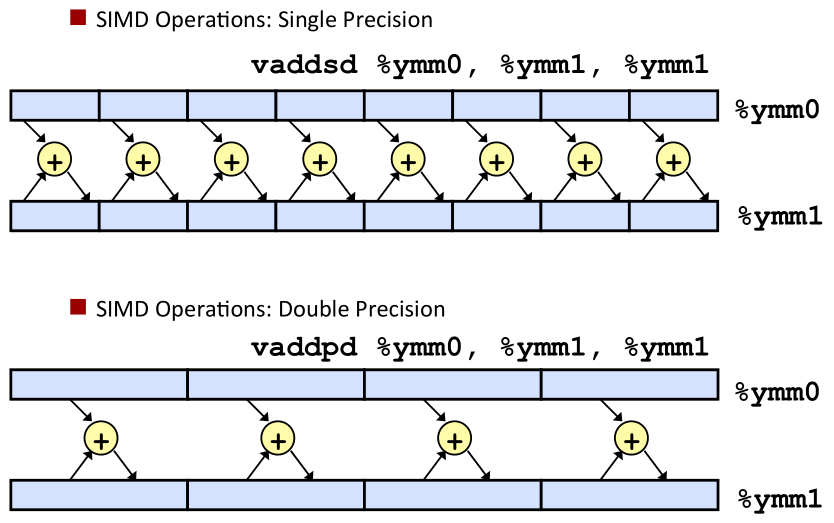 SIMD Operations: Single Precision
vaddsd %ymm0, %ymm1, %ymm1
%ymm0
+ + + + + + + +
%ymm1
SIMD Operations: Double Precision
vaddpd %ymm0, %ymm1, %ymm1
%ymm0
+ + + +
%ymm1